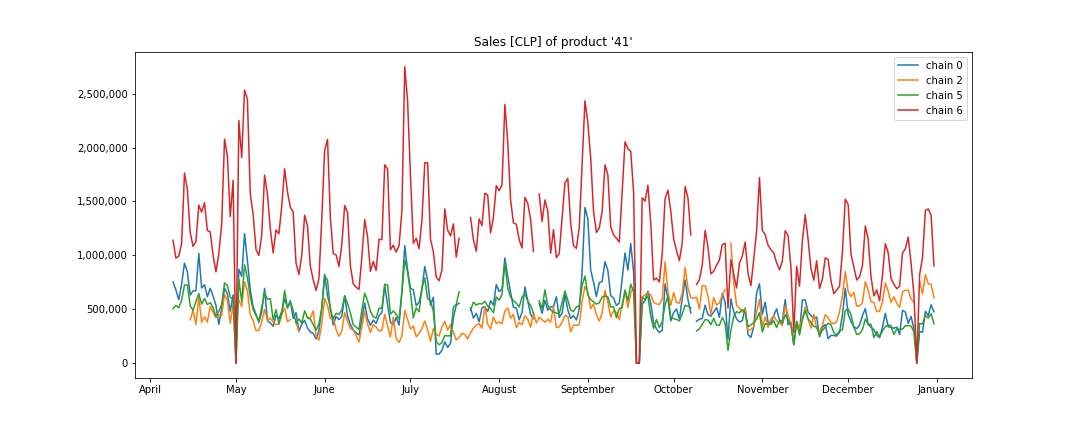 Sales [CLP] of product '41'
chain 0
chain 2
chain 5
chain 6
2,500,000
2,000,000
1,500,000
1,000,000
500,000
0
April May June July August September October November December January